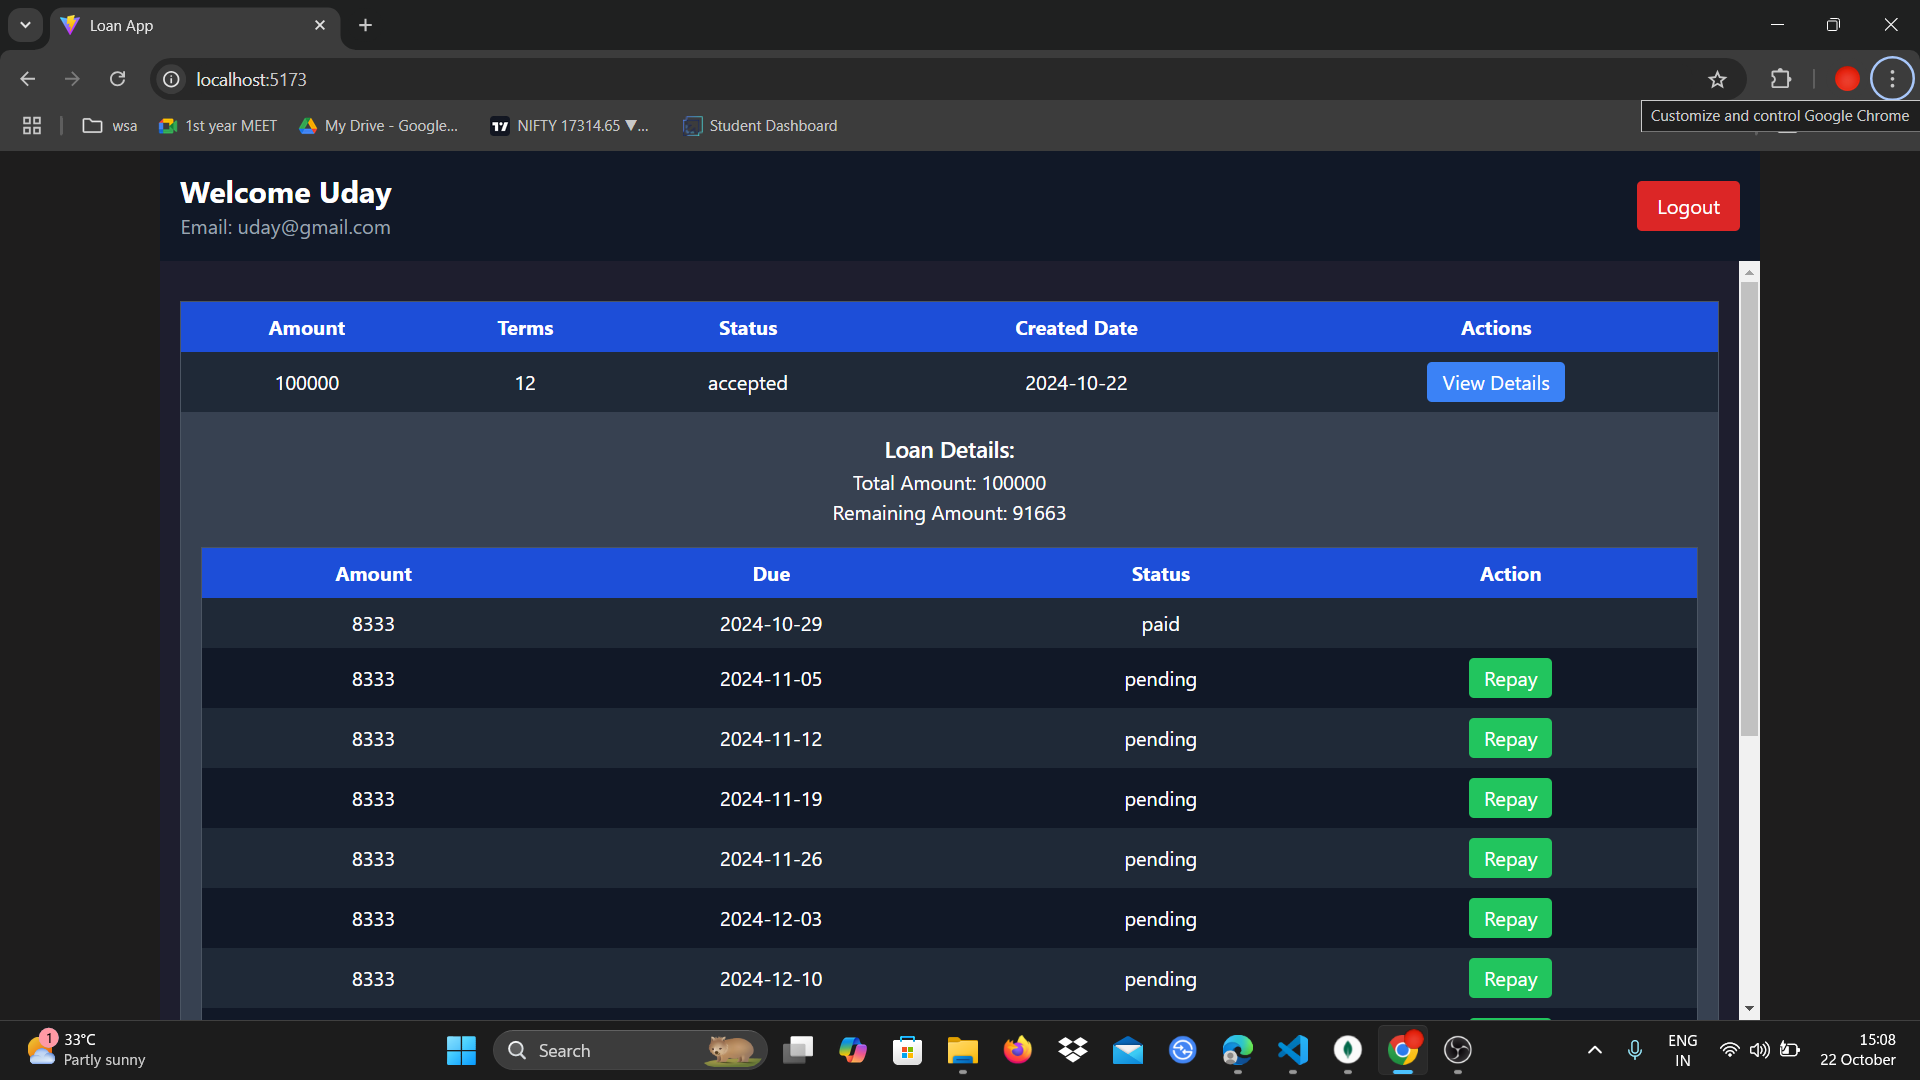 Loan App
localhost:5173
wsa
1st year MEET
My Drive - Google...
NIFTY 17314.65 ▼...
Student Dashboard
Customize and control Google Chrome
Welcome Uday
Email: uday@gmail.com
Logout
Amount Terms Status Created Date Actions
100000 12 accepted 2024-10-22 View Details
Loan Details:
Total Amount: 100000
Remaining Amount: 91663
Amount Due Status Action
8333 2024-10-29 paid
8333 2024-11-05 pending Repay
8333 2024-11-12 pending Repay
8333 2024-11-19 pending Repay
8333 2024-11-26 pending Repay
8333 2024-12-03 pending Repay
8333 2024-12-10 pending Repay
1
33°C
Partly sunny
Search
ENG
IN
15:08
22 October